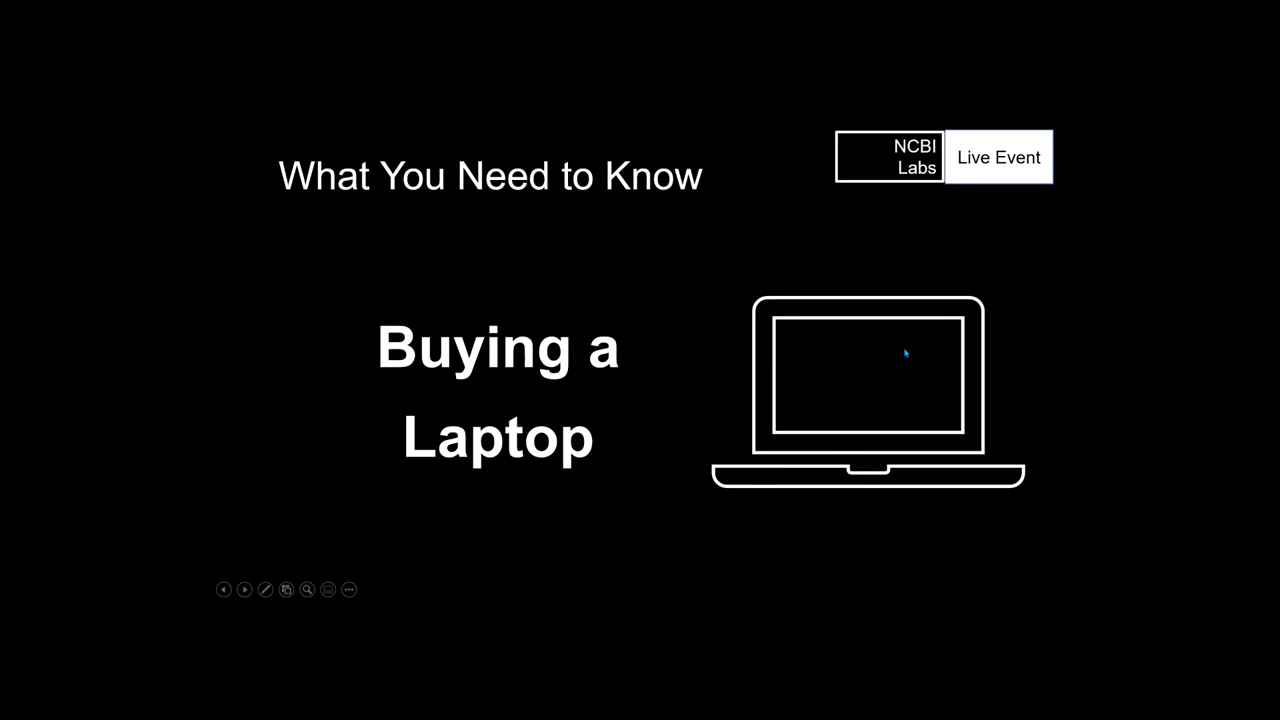 What You Need to Know
NCBI
Labs
Live Event
Buying a
Laptop